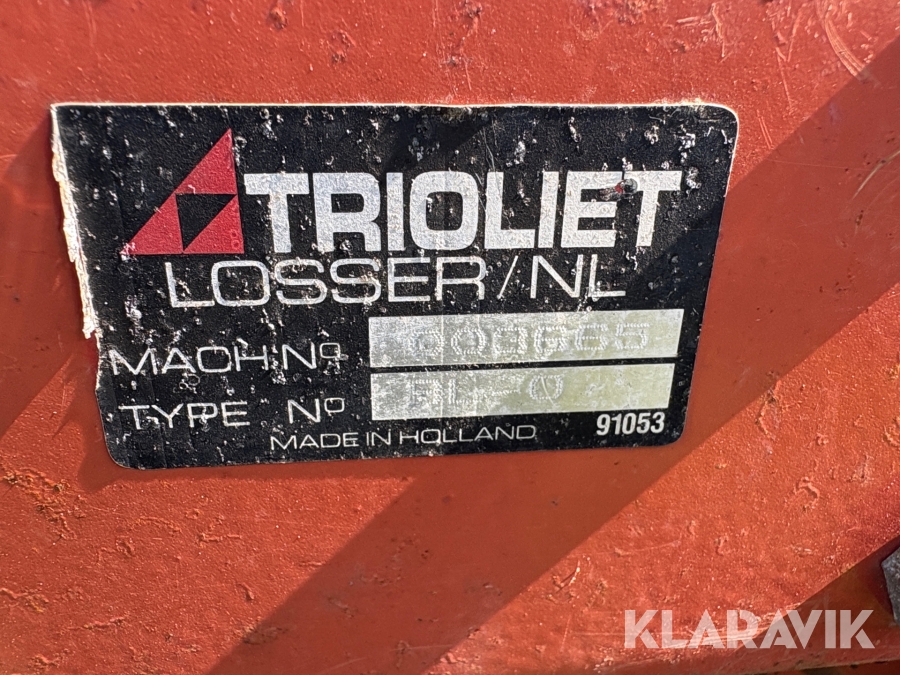 TRIOLIET
LOSSER/NL
MACH. Nº
TYPE Nº
MADE IN HOLLAND 91053
KLARAVIK